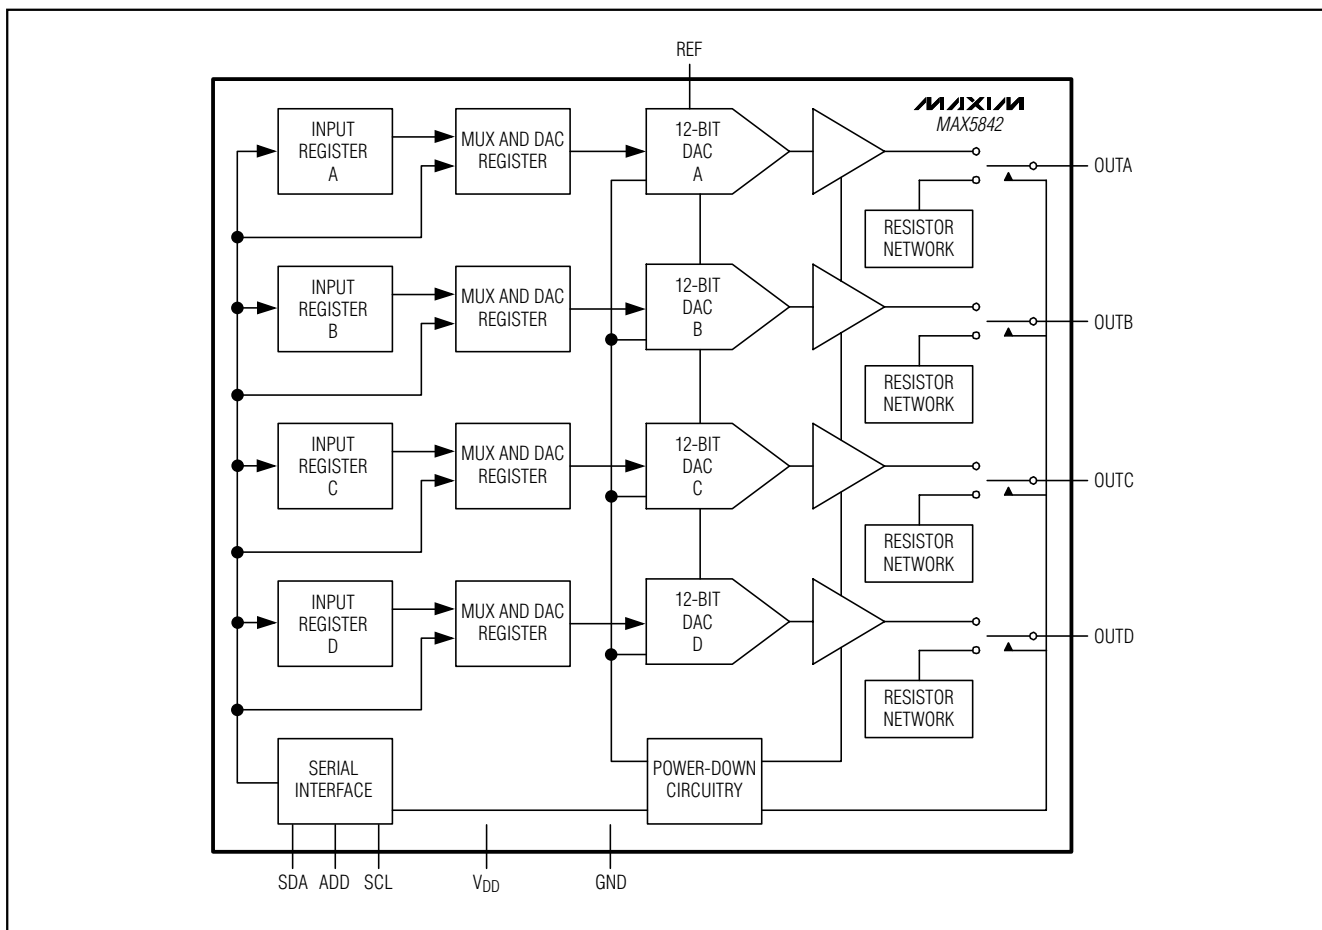 REF
MAXIM
MAX5842
INPUT
REGISTER
A
MUX AND DAC
REGISTER
12-BIT
DAC
A
OUTA
RESISTOR
NETWORK
INPUT
REGISTER
B
MUX AND DAC
REGISTER
12-BIT
DAC
B
OUTB
RESISTOR
NETWORK
INPUT
REGISTER
C
MUX AND DAC
REGISTER
12-BIT
DAC
C
OUTC
RESISTOR
NETWORK
INPUT
REGISTER
D
MUX AND DAC
REGISTER
12-BIT
DAC
D
OUTD
RESISTOR
NETWORK
SERIAL
INTERFACE
POWER-DOWN
CIRCUITRY
SDA
ADD
SCL
VDD
GND